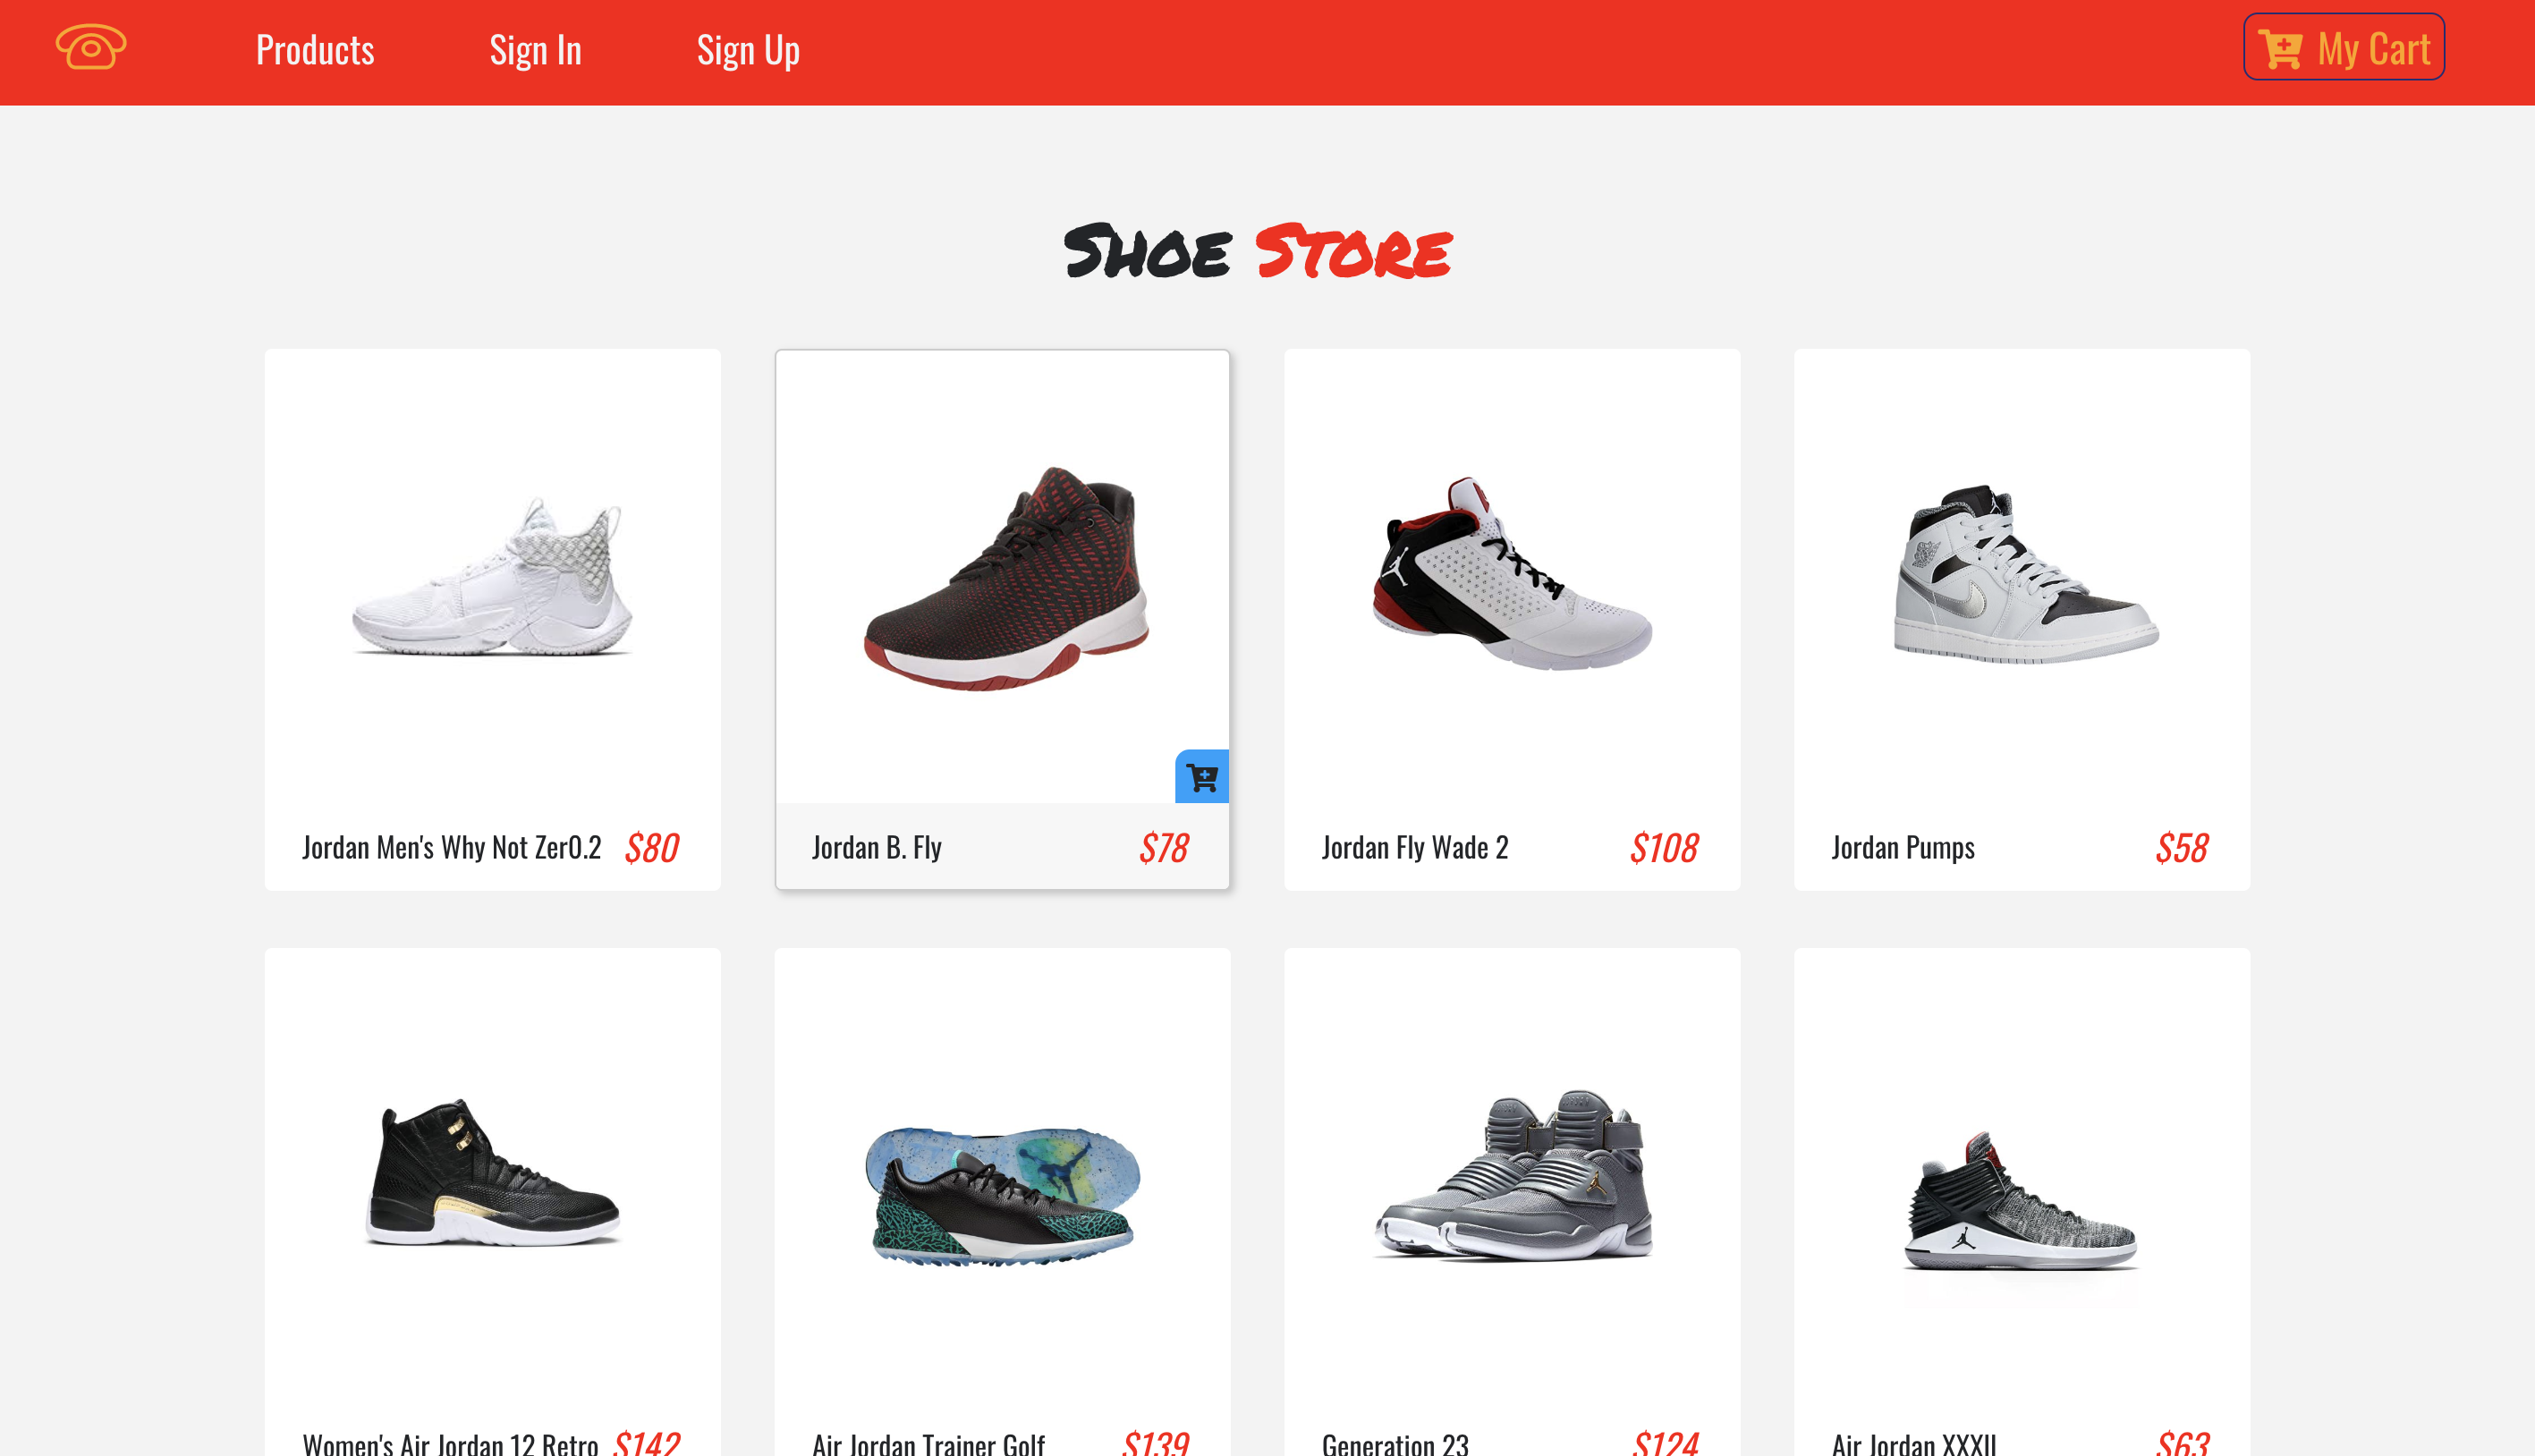 Products Sign In Sign Up My Cart
Shoe Store
Jordan Men's Why Not Zer0.2 $80
Jordan B. Fly $78
Jordan Fly Wade 2 $108
Jordan Pumps $58
Women's Air Jordan 12 Retro $142
Air Jordan Trainer Golf $139
Generation 23 $124
Air Jordan XXXII $63